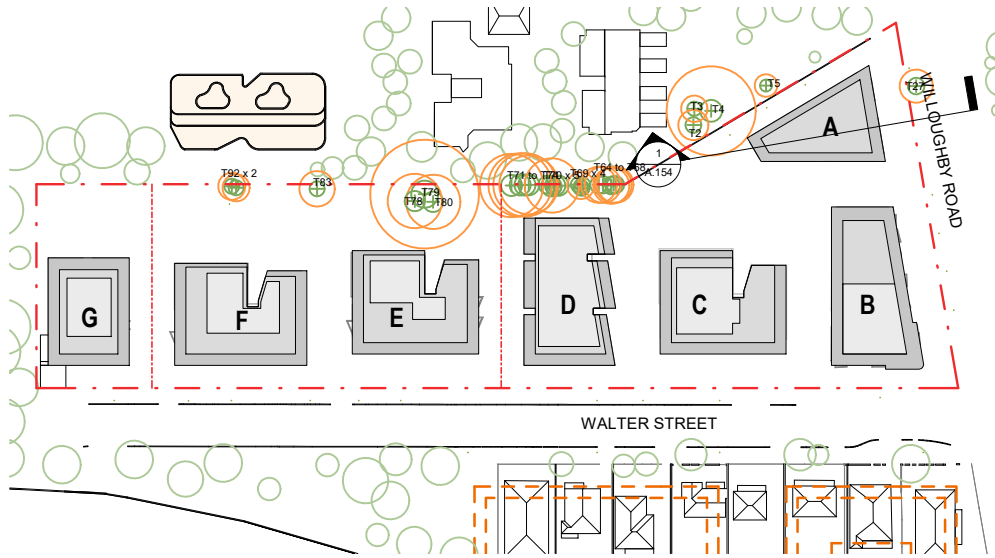 T5
T27
T3
T4
T2
A
WILLOUGHBY ROAD
1
A.154
T92 x 2
T83
T79
T78
T80
T71 to
T69 x 4
T64 to T68
G
F
E
D
C
B
WALTER STREET